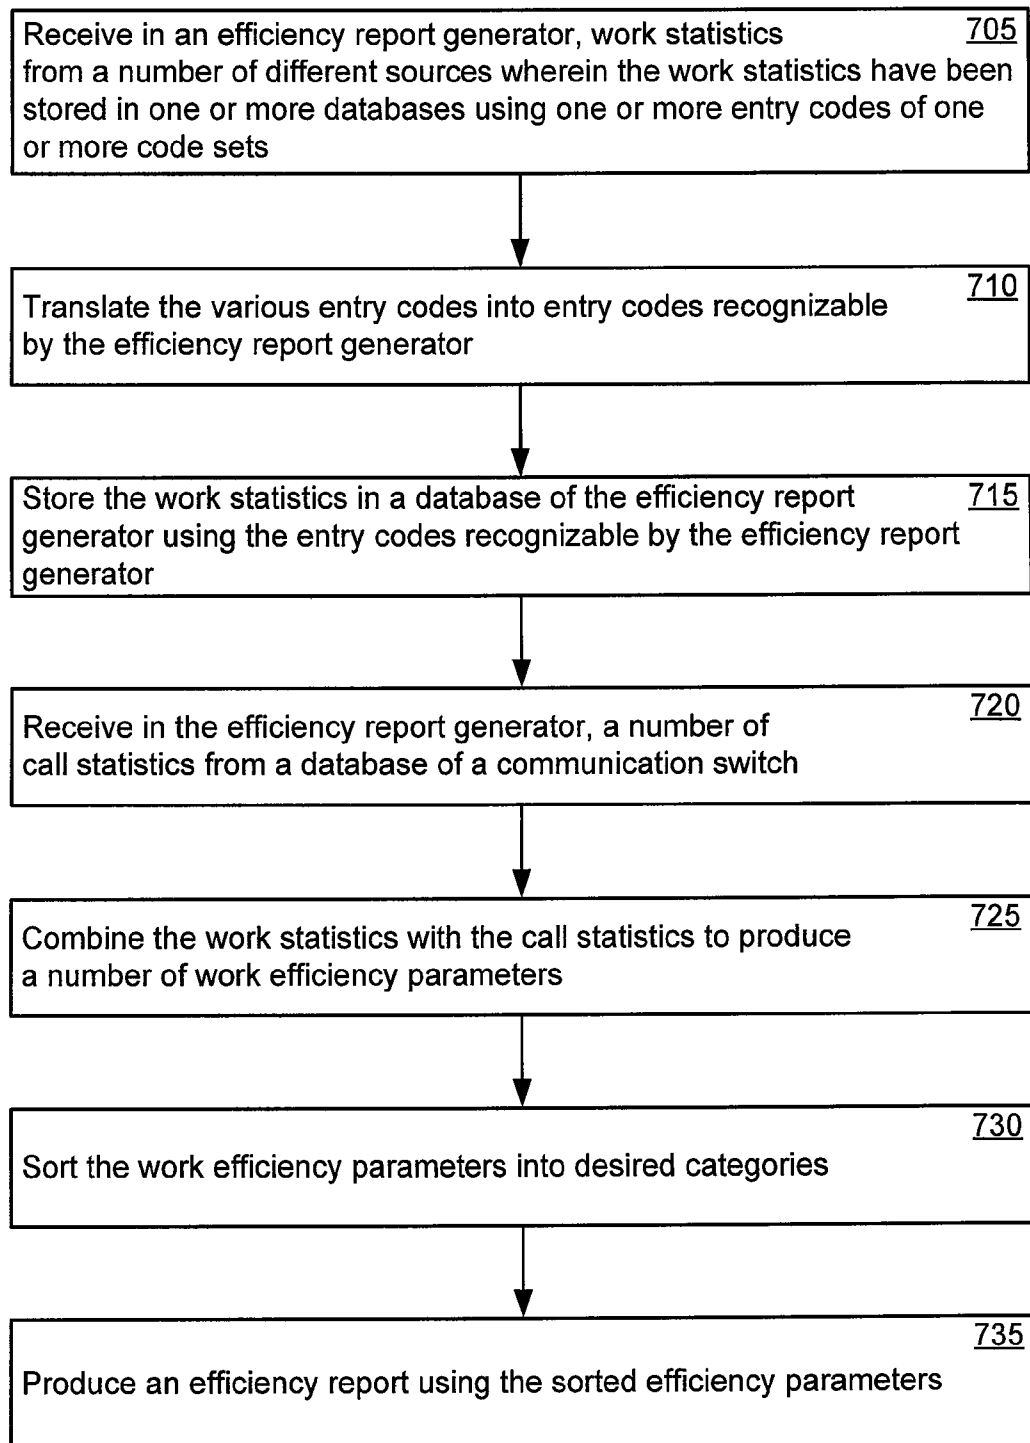 Receive in an efficiency report generator, work statistics 705
from a number of different sources wherein the work statistics have been
stored in one or more databases using one or more entry codes of one
or more code sets
710
Translate the various entry codes into entry codes recognizable
by the efficiency report generator
Store the work statistics in a database of the efficiency report 715
generator using the entry codes recognizable by the efficiency report
generator
720
Receive in the efficiency report generator, a number of
call statistics from a database of a communication switch
725
Combine the work statistics with the call statistics to produce
a number of work efficiency parameters
730
Sort the work efficiency parameters into desired categories
735
Produce an efficiency report using the sorted efficiency parameters